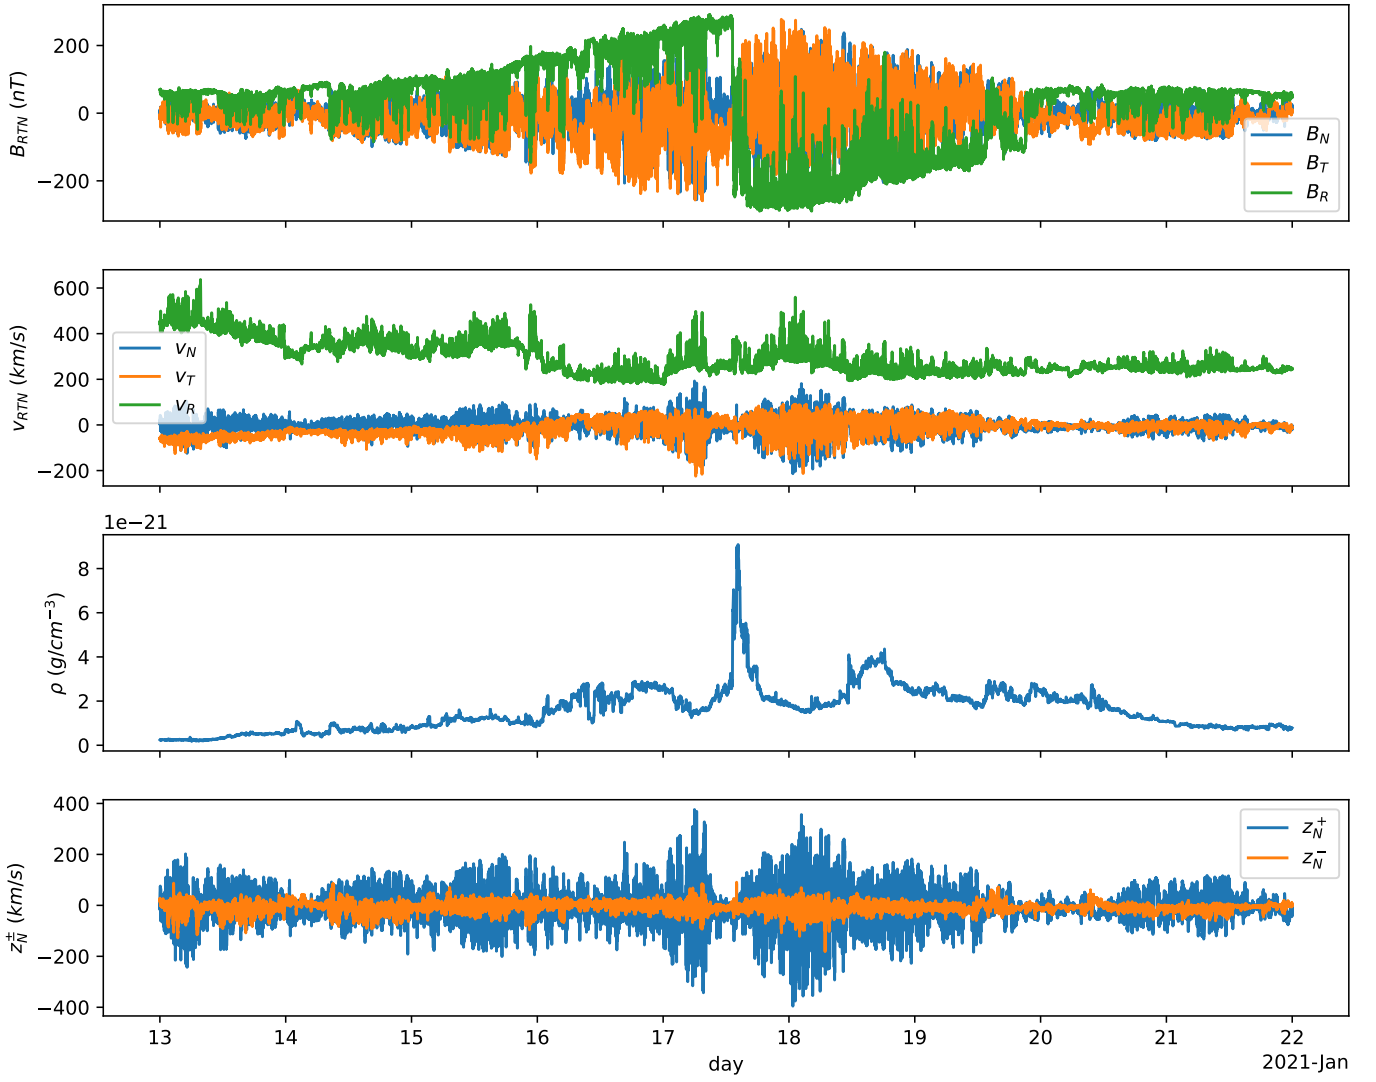 200
0
−200
B_RTN (nT)
B_N
B_T
B_R
600
400
200
0
−200
v_RTN (km/s)
v_N
v_T
v_R
1e−21
8
6
4
2
0
ρ (g/cm⁻³)
400
200
0
−200
−400
z_N^± (km/s)
z_N^+
z_N^−
13 14 15 16 17 18 19 20 21 22
day
2021-Jan